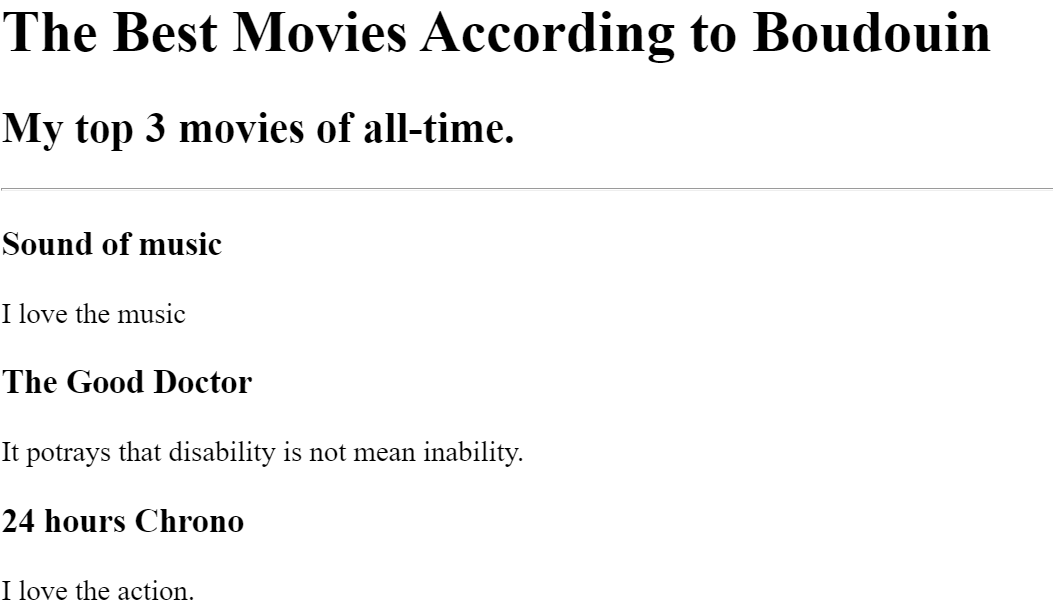 The Best Movies According to Boudouin
My top 3 movies of all-time.
Sound of music
I love the music
The Good Doctor
It potrays that disability is not mean inability.
24 hours Chrono
I love the action.